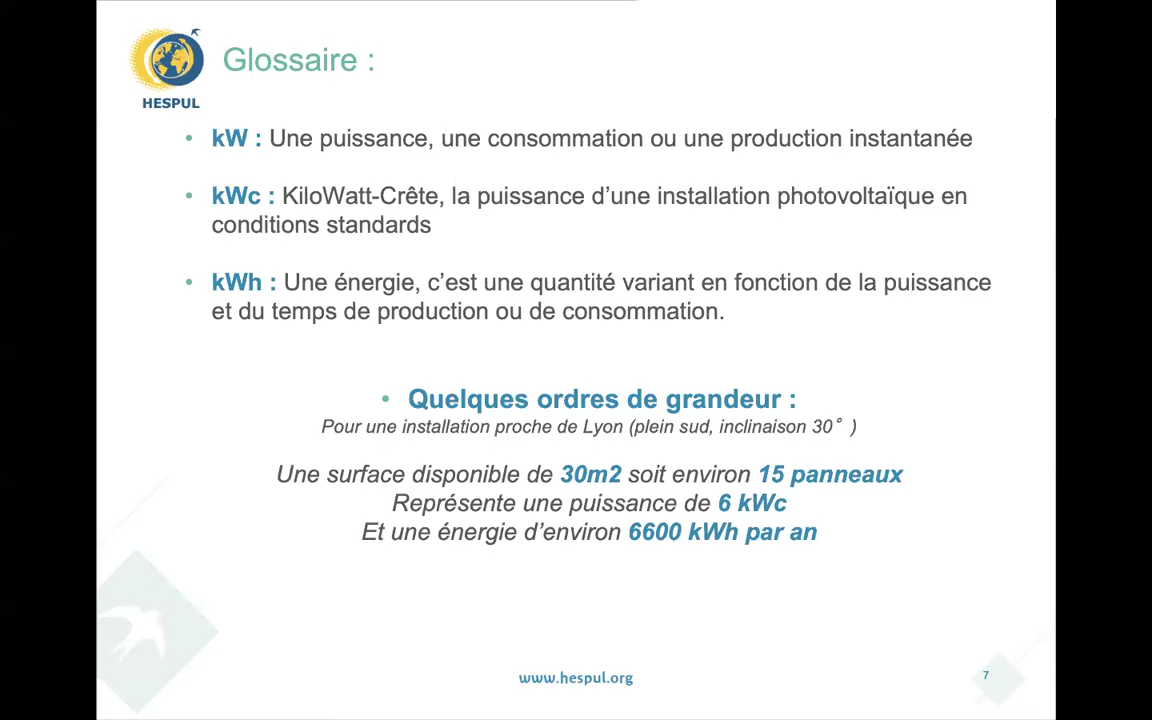 Glossaire :
HESPUL
• kW : Une puissance, une consommation ou une production instantanée
• kWc : KiloWatt-Crête, la puissance d’une installation photovoltaïque en
conditions standards
• kWh : Une énergie, c’est une quantité variant en fonction de la puissance
et du temps de production ou de consommation.
• Quelques ordres de grandeur :
Pour une installation proche de Lyon (plein sud, inclinaison 30° )
Une surface disponible de 30m2 soit environ 15 panneaux
Représente une puissance de 6 kWc
Et une énergie d’environ 6600 kWh par an
www.hespul.org
7